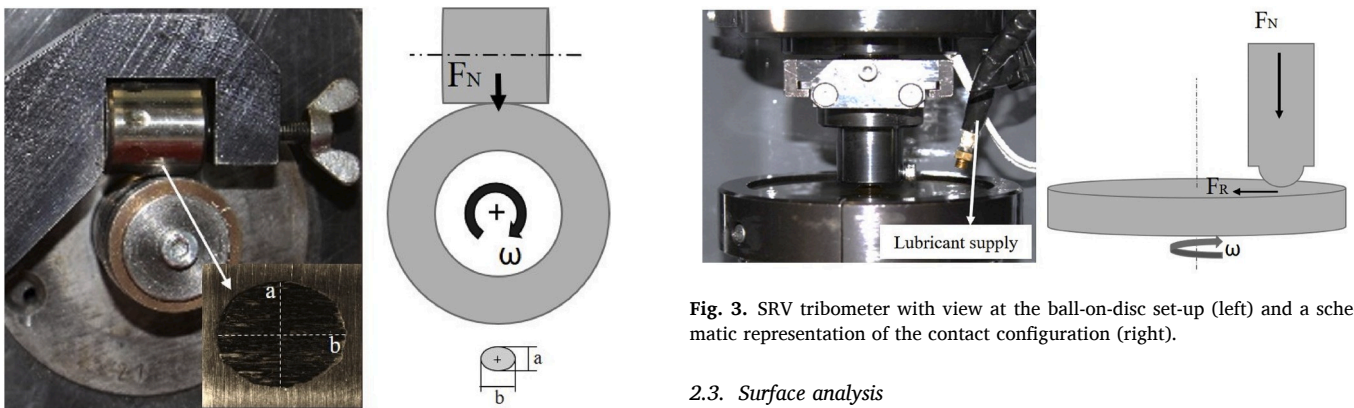 a
b
F_N
ω
a
b
Lubricant supply
F_N
F_R
ω
Fig. 3. SRV tribometer with view at the ball-on-disc set-up (left) and a sche
matic representation of the contact configuration (right).
2.3. Surface analysis